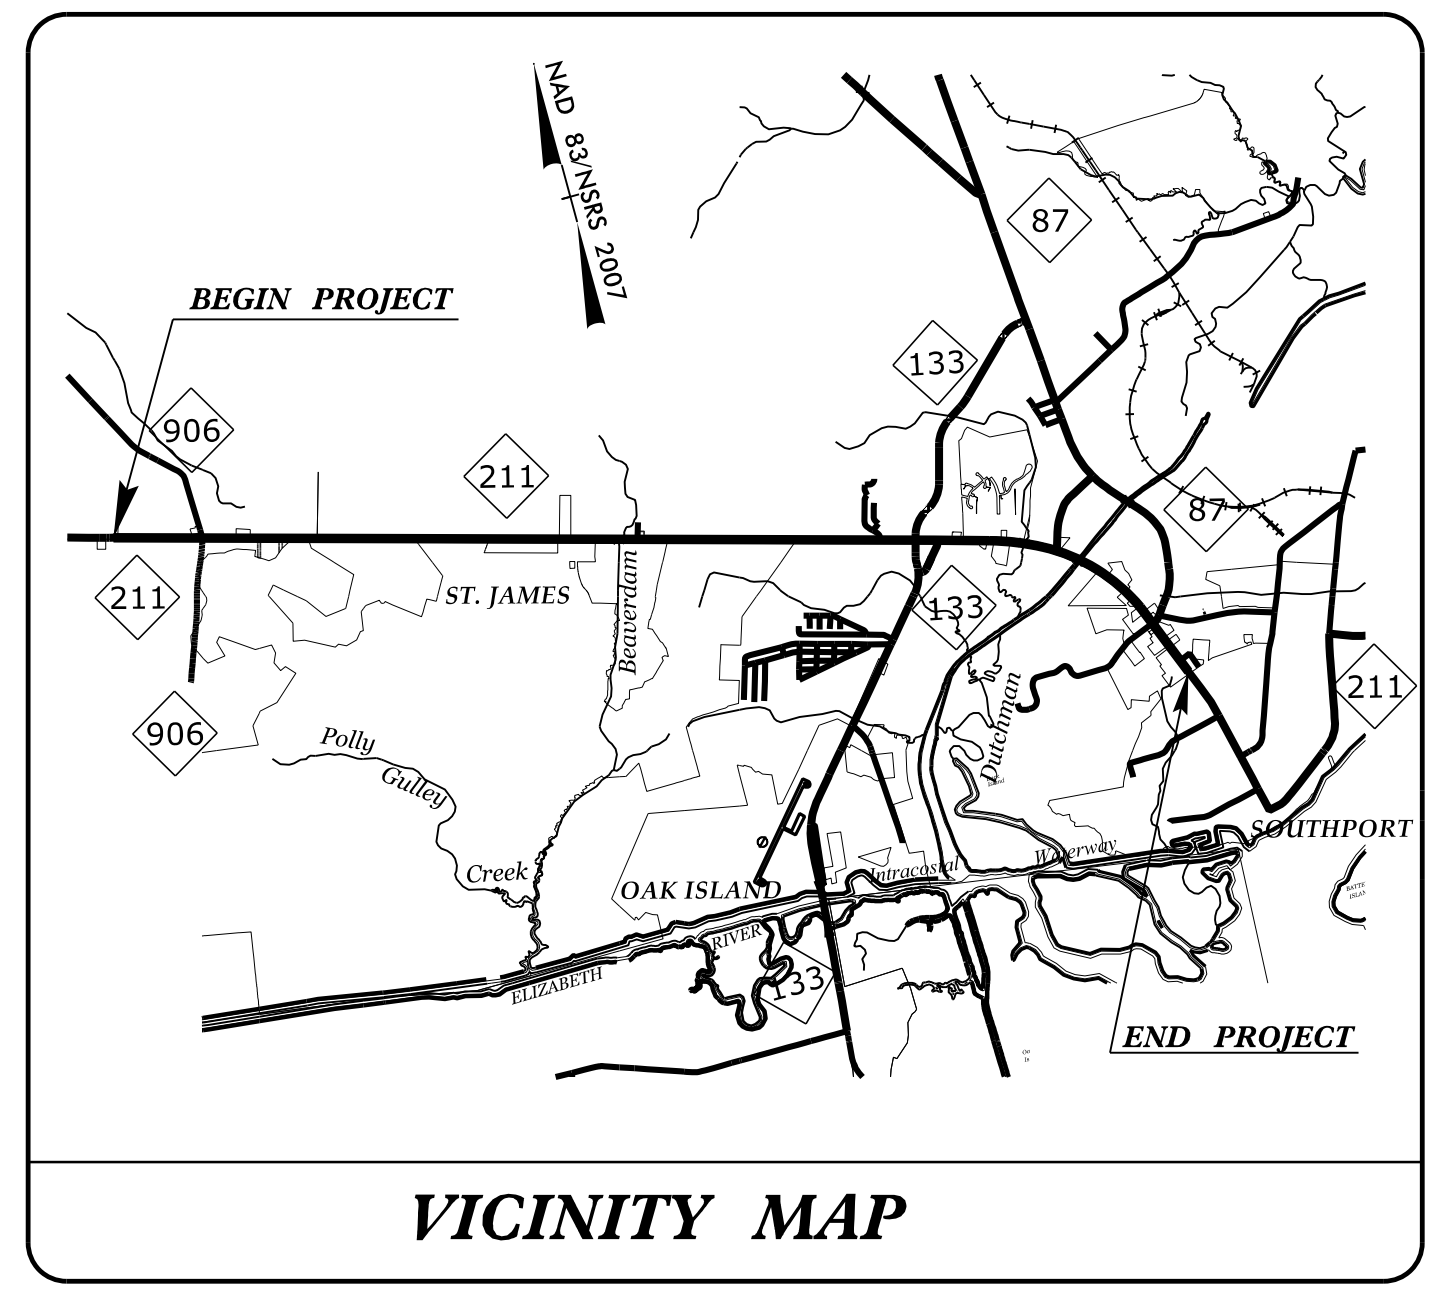 NAD 83/NSRS 2007
87
BEGIN PROJECT
133
906
211
87
211
ST. JAMES
Beaverdam
133
Dutchman
211
906
Polly
Gulley
Creek
OAK ISLAND
Intracostal
Waterway
SOUTHPORT
RIVER
ELIZABETH
133
END PROJECT
VICINITY MAP